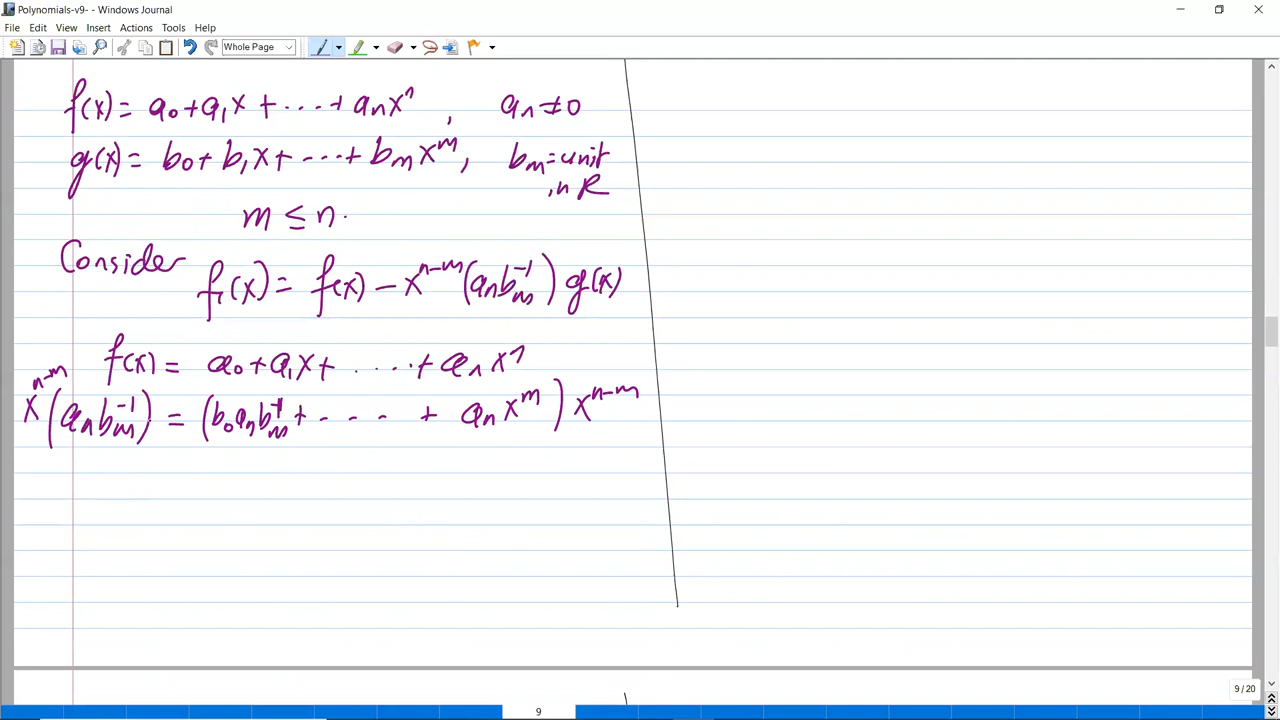 Polynomials-v9- - Windows Journal
File Edit View Insert Actions Tools Help
Whole Page
f(x) = a₀ + a₁x + ... + aₙxⁿ, aₙ ≠ 0
g(x) = b₀ + b₁x + ... + bₘxᵐ, bₘ = unit
in R
m ≤ n.
Consider
f₁(x) = f(x) − xⁿ⁻ᵐ(aₙbₘ⁻¹) g(x)
f(x) = a₀ + a₁x + ..... + aₙxⁿ
xⁿ⁻ᵐ(aₙbₘ⁻¹) = (b₀aₙbₘ⁻¹ + .... + aₙxᵐ) xⁿ⁻ᵐ
9 / 20
9